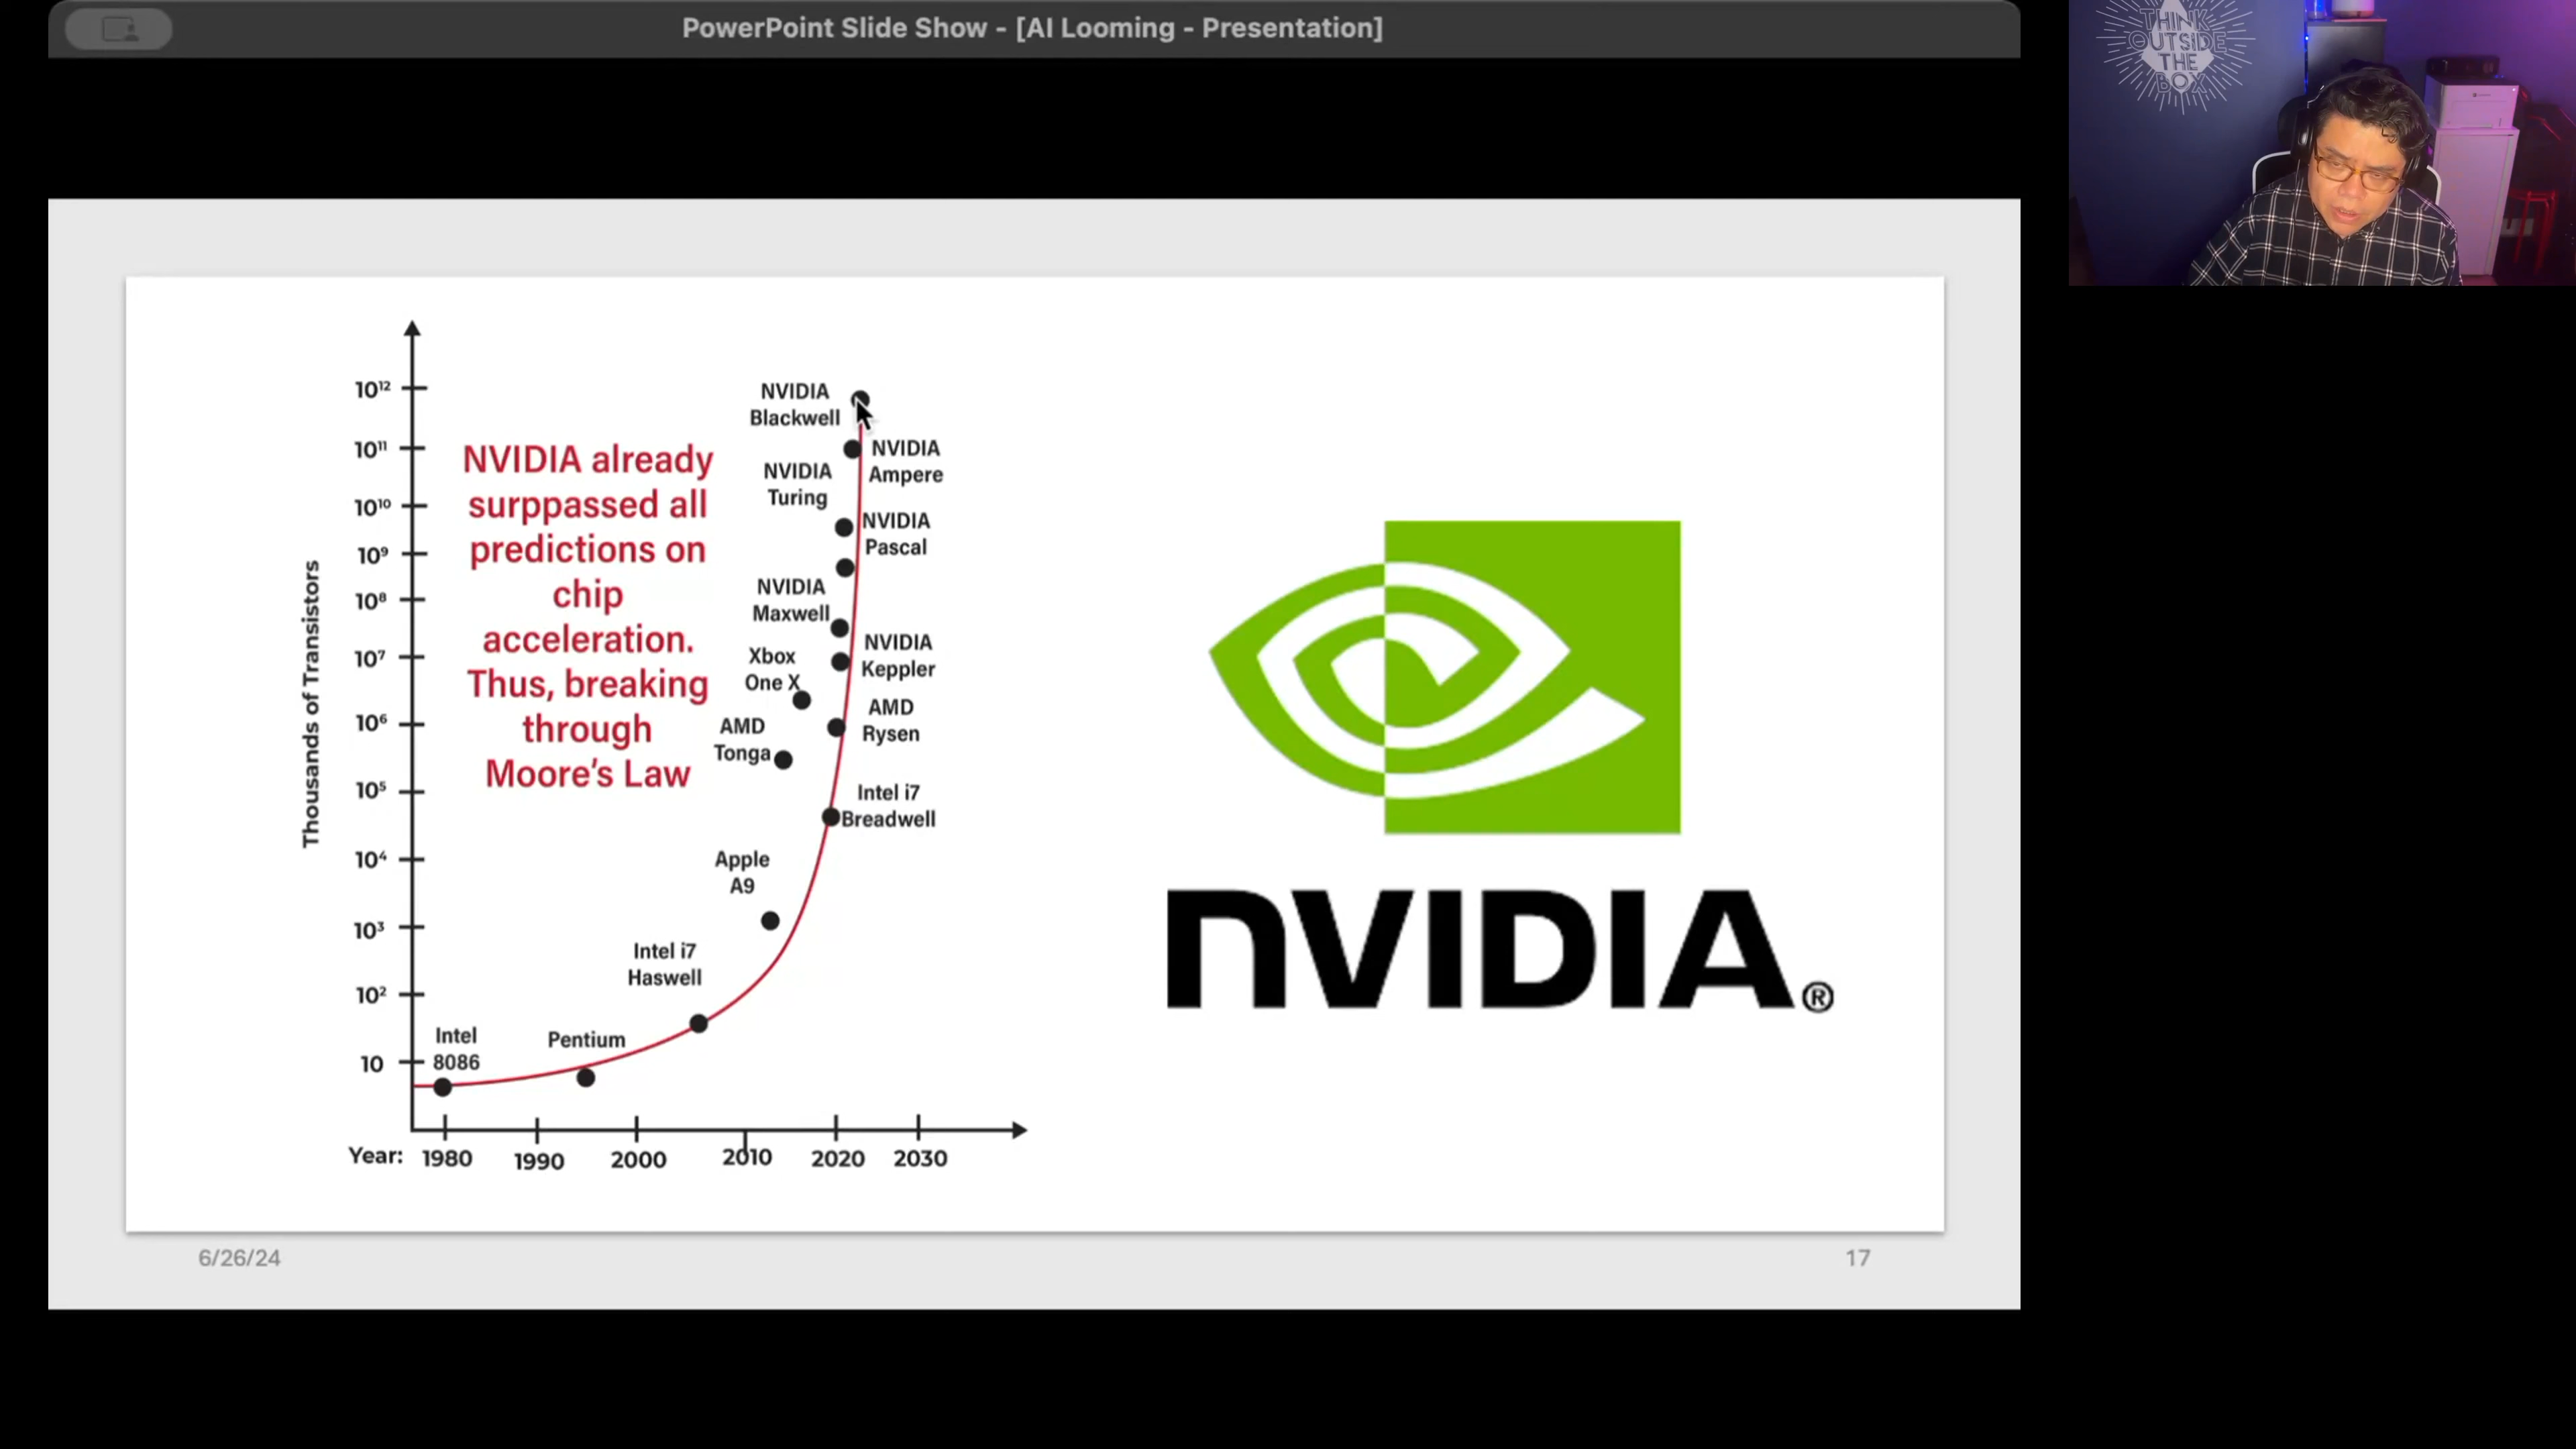 PowerPoint Slide Show - [AI Looming - Presentation]
THINK
OUTSIDE
THE
BOX
Thousands of Transistors
10¹²
10¹¹
10¹⁰
10⁹
10⁸
10⁷
10⁶
10⁵
10⁴
10³
10²
10
NVIDIA already
surppassed all
predictions on
chip
acceleration.
Thus, breaking
through
Moore's Law
NVIDIA
Blackwell
NVIDIA
Ampere
NVIDIA
Turing
NVIDIA
Pascal
NVIDIA
Maxwell
NVIDIA
Keppler
Xbox
One X
AMD
Rysen
AMD
Tonga
Intel i7
Breadwell
Apple
A9
Intel i7
Haswell
Pentium
Intel
8086
Year: 1980 1990 2000 2010 2020 2030
nVIDIA®
6/26/24
17